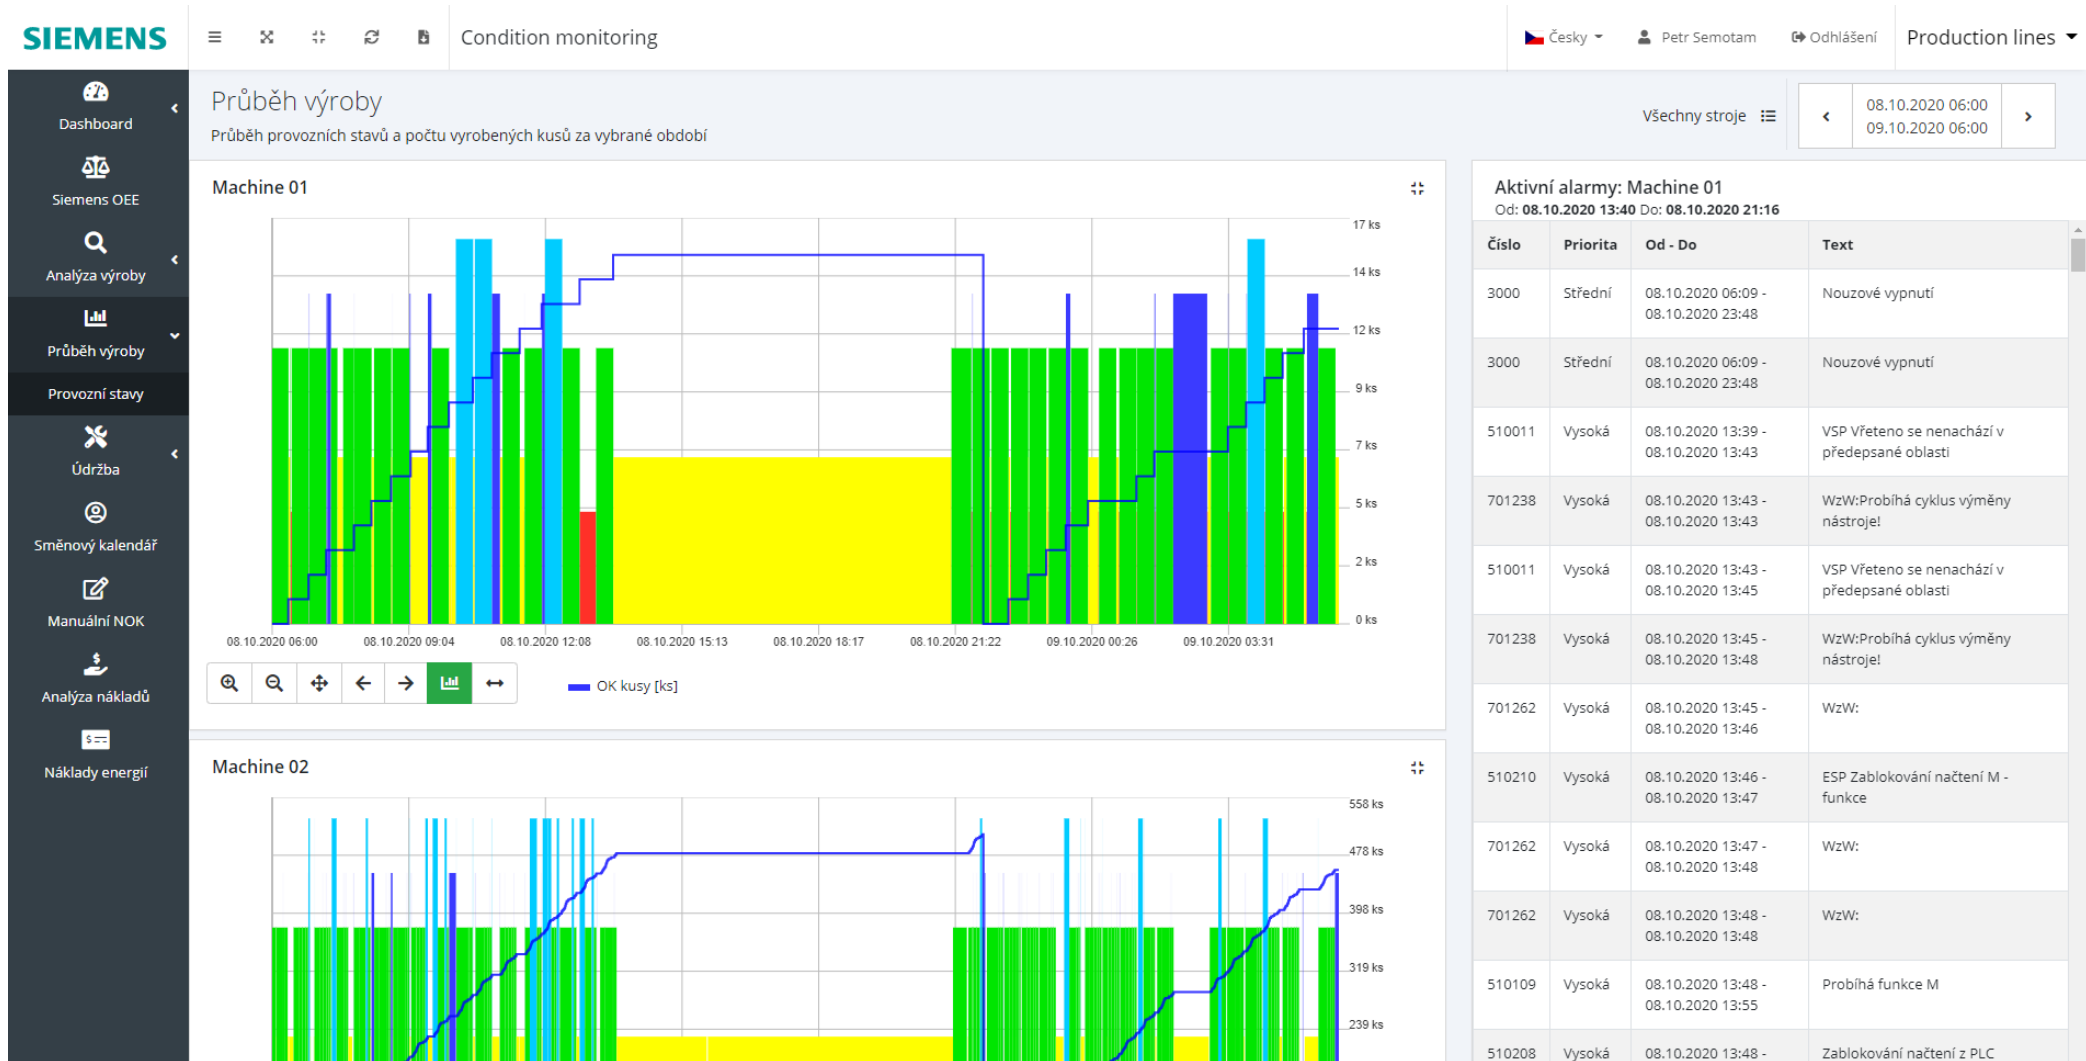 SIEMENS
Condition monitoring
Česky
Petr Semotam
Odhlášení
Production lines
Dashboard
Siemens OEE
Analýza výroby
Průběh výroby
Provozní stavy
Údržba
Směnový kalendář
Manuální NOK
Analýza nákladů
Náklady energií
Průběh výroby
Průběh provozních stavů a počtu vyrobených kusů za vybrané období
Všechny stroje
08.10.2020 06:00
09.10.2020 06:00
Machine 01
17 ks
14 ks
12 ks
9 ks
7 ks
5 ks
2 ks
0 ks
08.10.2020 06:00 08.10.2020 09:04 08.10.2020 12:08 08.10.2020 15:13 08.10.2020 18:17 08.10.2020 21:22 09.10.2020 00:26 09.10.2020 03:31
OK kusy [ks]
Machine 02
558 ks
478 ks
398 ks
319 ks
239 ks
Aktivní alarmy: Machine 01
Od: 08.10.2020 13:40 Do: 08.10.2020 21:16
Číslo Priorita Od - Do Text
3000 Střední 08.10.2020 06:09 - Nouzové vypnutí
08.10.2020 23:48
3000 Střední 08.10.2020 06:09 - Nouzové vypnutí
08.10.2020 23:48
510011 Vysoká 08.10.2020 13:39 - VSP Vřeteno se nenachází v
08.10.2020 13:43 předepsané oblasti
701238 Vysoká 08.10.2020 13:43 - WzW:Probíhá cyklus výměny
08.10.2020 13:43 nástroje!
510011 Vysoká 08.10.2020 13:43 - VSP Vřeteno se nenachází v
08.10.2020 13:45 předepsané oblasti
701238 Vysoká 08.10.2020 13:45 - WzW:Probíhá cyklus výměny
08.10.2020 13:48 nástroje!
701262 Vysoká 08.10.2020 13:45 - WzW:
08.10.2020 13:46
510210 Vysoká 08.10.2020 13:46 - ESP Zablokování načtení M -
08.10.2020 13:47 funkce
701262 Vysoká 08.10.2020 13:47 - WzW:
08.10.2020 13:48
701262 Vysoká 08.10.2020 13:48 - WzW:
08.10.2020 13:48
510109 Vysoká 08.10.2020 13:48 - Probíhá funkce M
08.10.2020 13:55
510208 Vysoká 08.10.2020 13:48 - Zablokování načtení z PLC